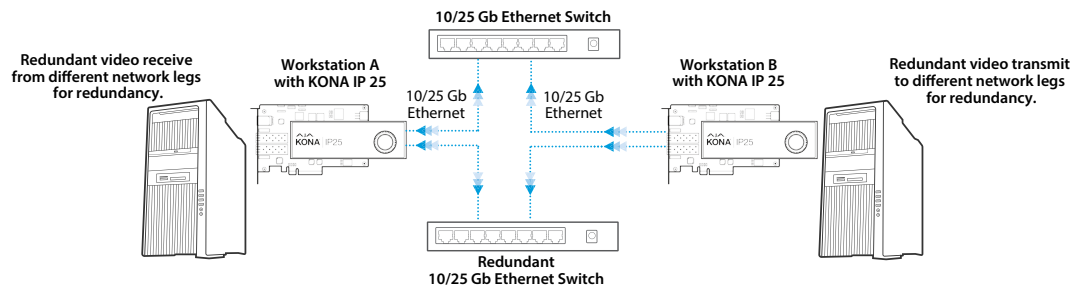 10/25 Gb Ethernet Switch
Redundant video receive
from different network legs
for redundancy.
Workstation A
with KONA IP 25
Workstation B
with KONA IP 25
Redundant video transmit
to different network legs
for redundancy.
10/25 Gb
Ethernet
10/25 Gb
Ethernet
AJA
KONA IP25
AJA
KONA IP25
Redundant
10/25 Gb Ethernet Switch